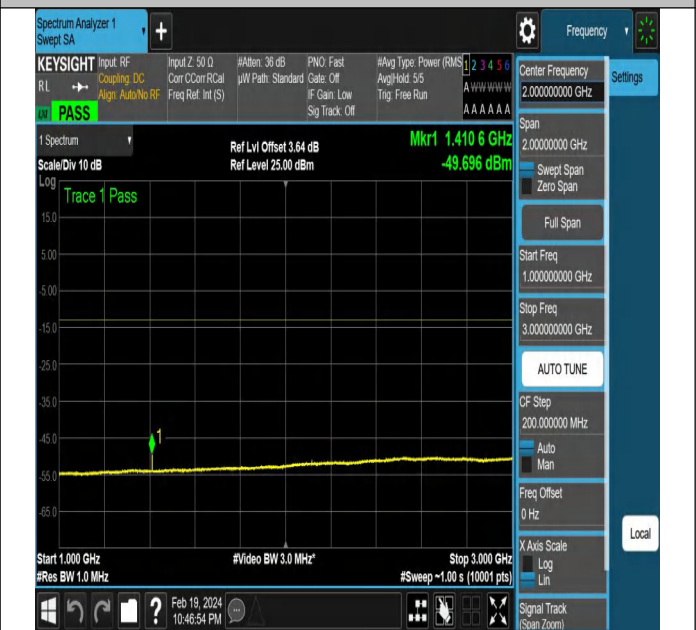 Spectrum Analyzer 1
Swept SA
+
Frequency
KEYSIGHT
RL
PASS
Input: RF
Coupling: DC
Align: Auto/No RF
Input Z: 50 Ω
Corr CCorr RCal
Freq Ref: Int (S)
#Atten: 36 dB
µW Path: Standard
PNO: Fast
Gate: Off
IF Gain: Low
Sig Track: Off
#Avg Type: Power (RMS
Avg|Hold: 5/5
Trig: Free Run
1 2 3 4 5 6
A W W W W W
A A A A A A
1 Spectrum
Scale/Div 10 dB
Log
Ref Lvl Offset 3.64 dB
Ref Level 25.00 dBm
Mkr1 1.410 6 GHz
-49.696 dBm
Trace 1 Pass
15.0
5.00
-5.00
-15.0
-25.0
-35.0
-45.0
1
-55.0
-65.0
Start 1.000 GHz
#Res BW 1.0 MHz
#Video BW 3.0 MHz*
Stop 3.000 GHz
#Sweep ~1.00 s (10001 pts)
?
Feb 19, 2024
10:46:54 PM
Center Frequency
2.000000000 GHz
Settings
Span
2.00000000 GHz
Swept Span
Zero Span
Full Span
Start Freq
1.000000000 GHz
Stop Freq
3.000000000 GHz
AUTO TUNE
CF Step
200.000000 MHz
Auto
Man
Freq Offset
0 Hz
Local
X Axis Scale
Log
Lin
Signal Track
(Span Zoom)